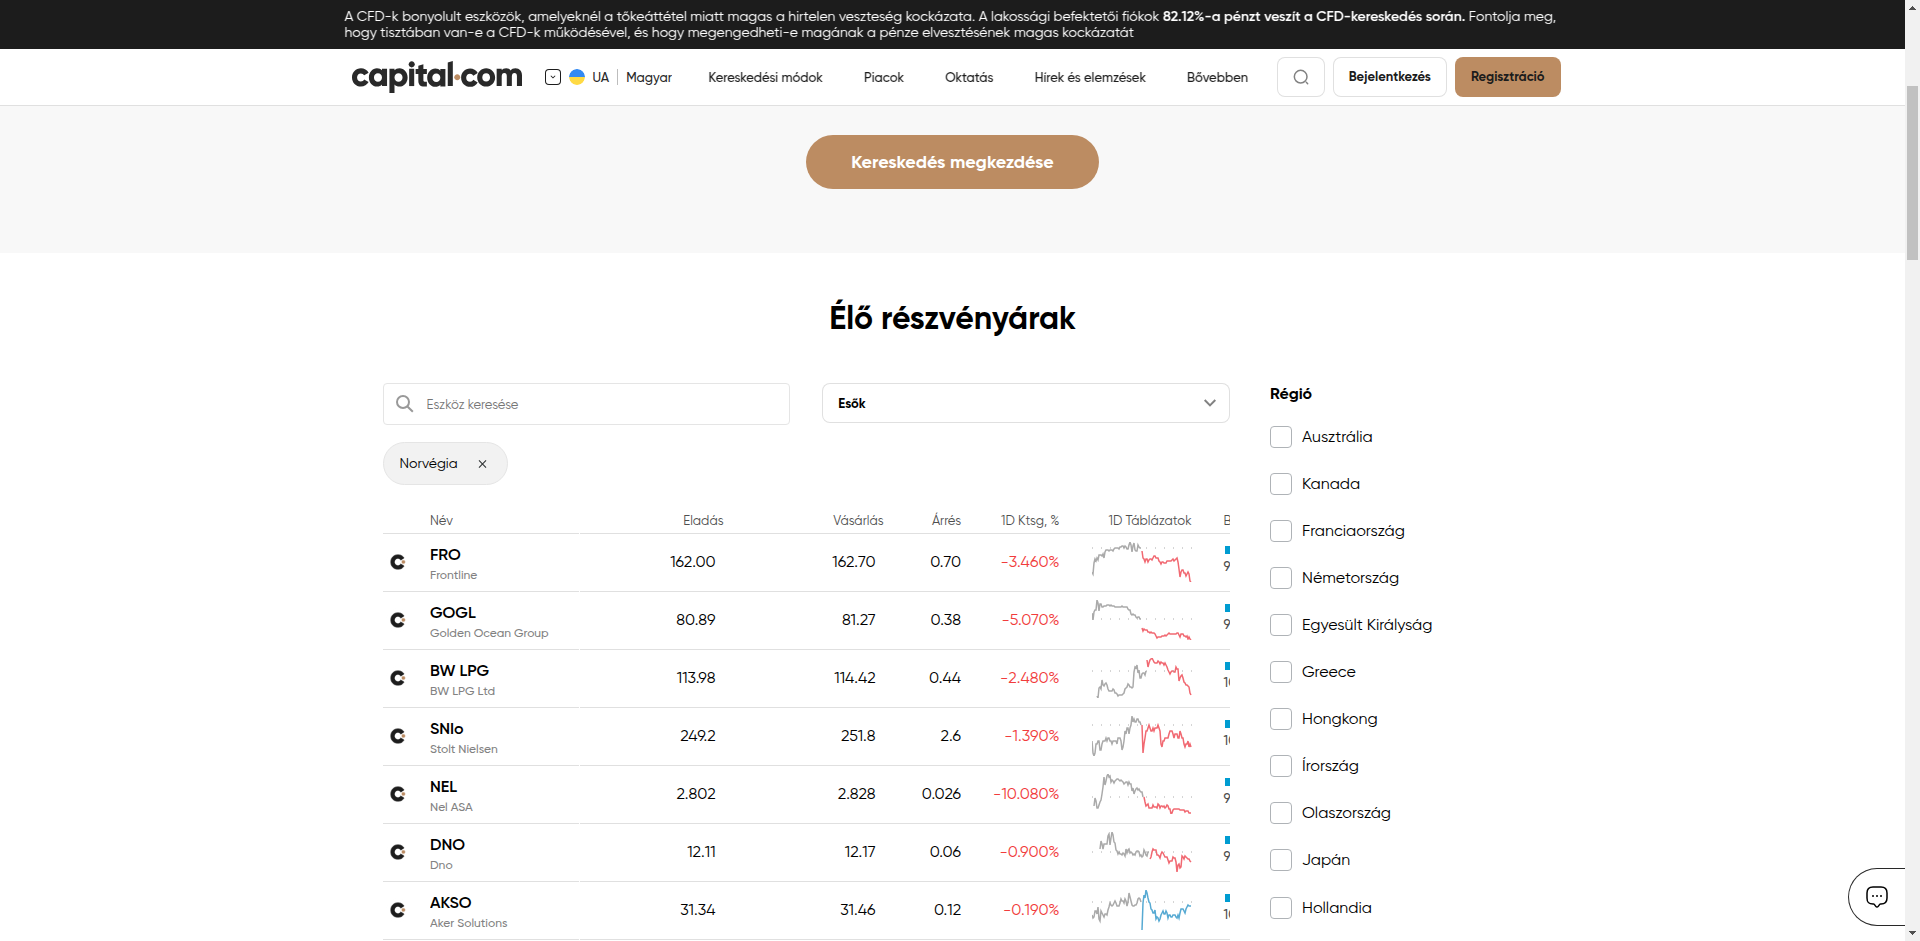 A CFD-k bonyolult eszközök, amelyeknél a tőkeáttétel miatt magas a hirtelen veszteség kockázata. A lakossági befektetői fiókok 82.12%-a pénzt veszít a CFD-kereskedés során. Fontolja meg,
hogy tisztában van-e a CFD-k működésével, és hogy megengedheti-e magának a pénze elvesztésének magas kockázatát
capital.com UA Magyar Kereskedési módok Piacok Oktatás Hírek és elemzések Bővebben Bejelentkezés Regisztráció
Kereskedés megkezdése
Élő részvényárak
Eszköz keresése Esők Régió
Norvégia
Név Eladás Vásárlás Árrés 1D Ktsg, % 1D Táblázatok
FRO 162.00 162.70 0.70 -3.460%
Frontline
GOGL 80.89 81.27 0.38 -5.070%
Golden Ocean Group
BW LPG 113.98 114.42 0.44 -2.480%
BW LPG Ltd
SNIo 249.2 251.8 2.6 -1.390%
Stolt Nielsen
NEL 2.802 2.828 0.026 -10.080%
Nel ASA
DNO 12.11 12.17 0.06 -0.900%
Dno
AKSO 31.34 31.46 0.12 -0.190%
Aker Solutions
Ausztrália
Kanada
Franciaország
Németország
Egyesült Királyság
Greece
Hongkong
Írország
Olaszország
Japán
Hollandia